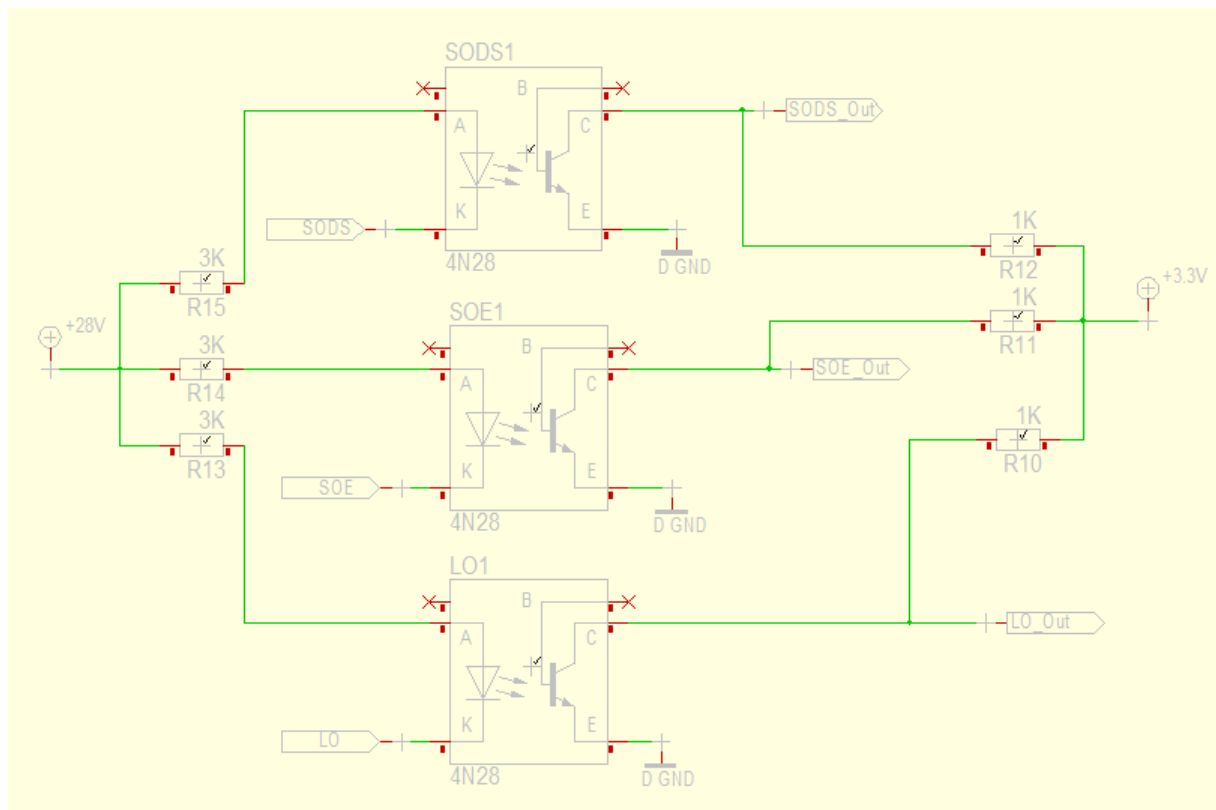 SODS1
B
SODS_Out
A
C
K
E
SODS
4N28
D GND
3K
R15
1K
R12
+3.3V
+28V
SOE1
1K
R11
B
3K
R14
A
C
SOE_Out
3K
R13
K
E
SOE
4N28
D GND
1K
R10
LO1
B
A
C
LO_Out
K
E
LO
4N28
D GND